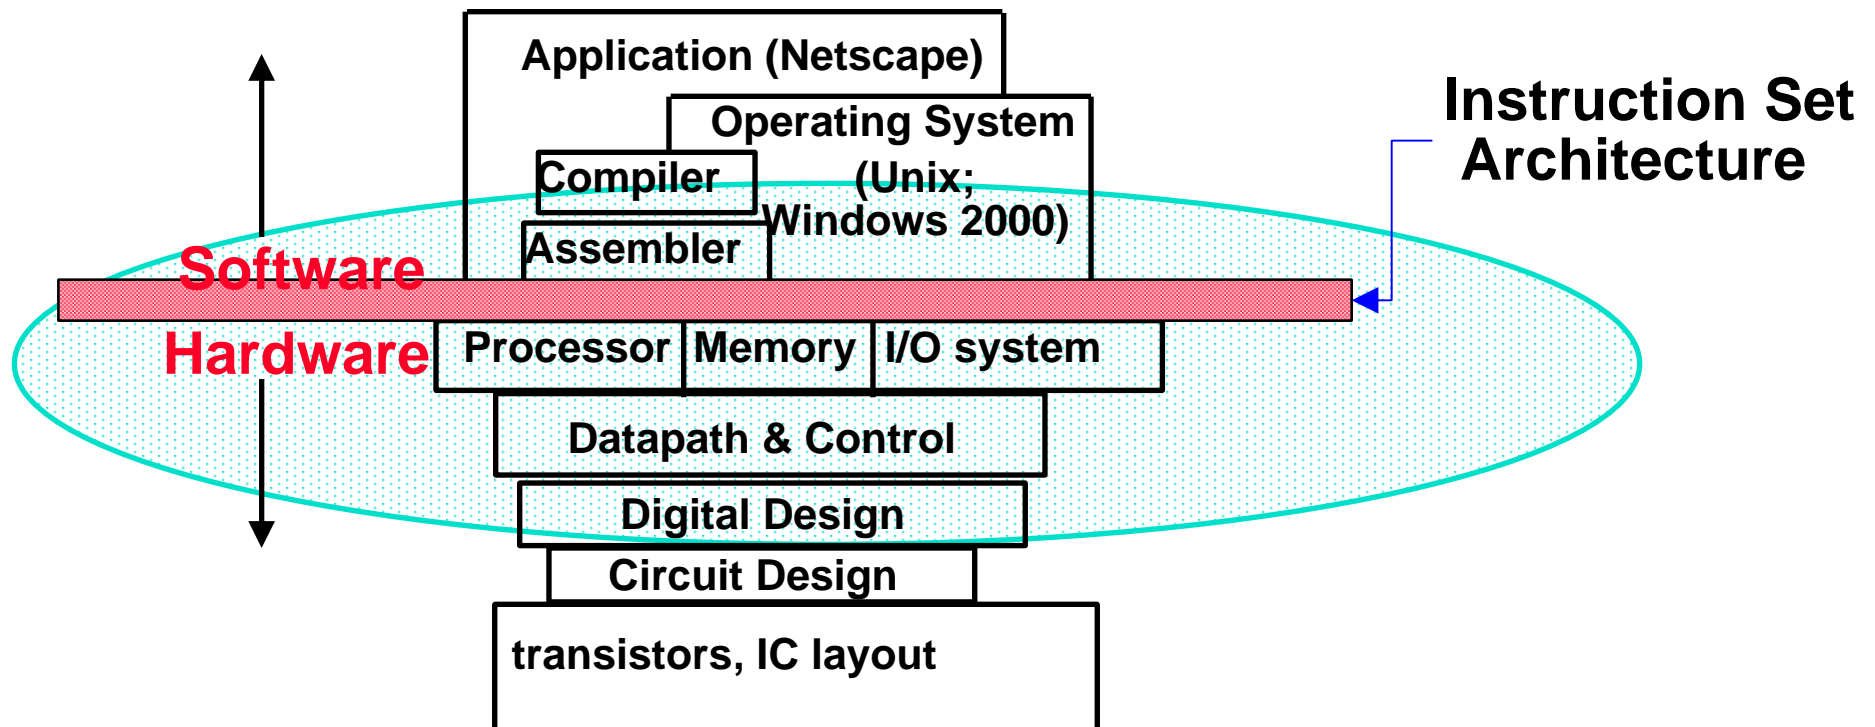 Application (Netscape)
Operating System
(Unix;
Windows 2000)
Compiler
Assembler
Instruction Set
Architecture
Software
Hardware
Processor
Memory
I/O system
Datapath & Control
Digital Design
Circuit Design
transistors, IC layout